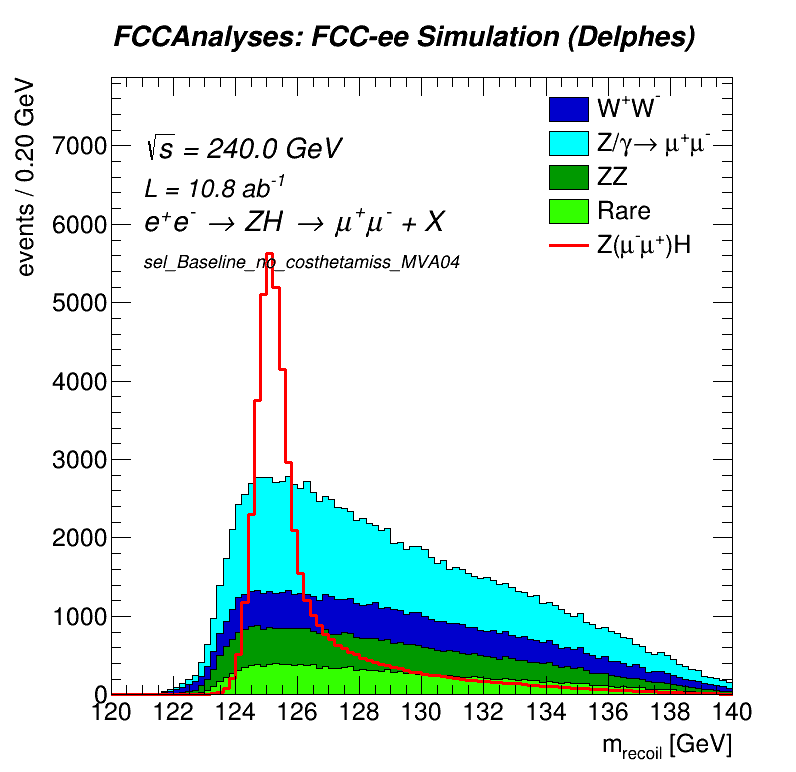 FCCAnalyses: FCC-ee Simulation (Delphes)
events / 0.20 GeV
√s = 240.0 GeV
L = 10.8 ab⁻¹
e⁺e⁻ → ZH → μ⁺μ⁻ + X
sel_Baseline_no_costhetamiss_MVA04
W⁺W⁻
Z/γ→ μ⁺μ⁻
ZZ
Rare
Z(μ⁻μ⁺)H
7000
6000
5000
4000
3000
2000
1000
0
120 122 124 126 128 130 132 134 136 138 140
m_recoil [GeV]